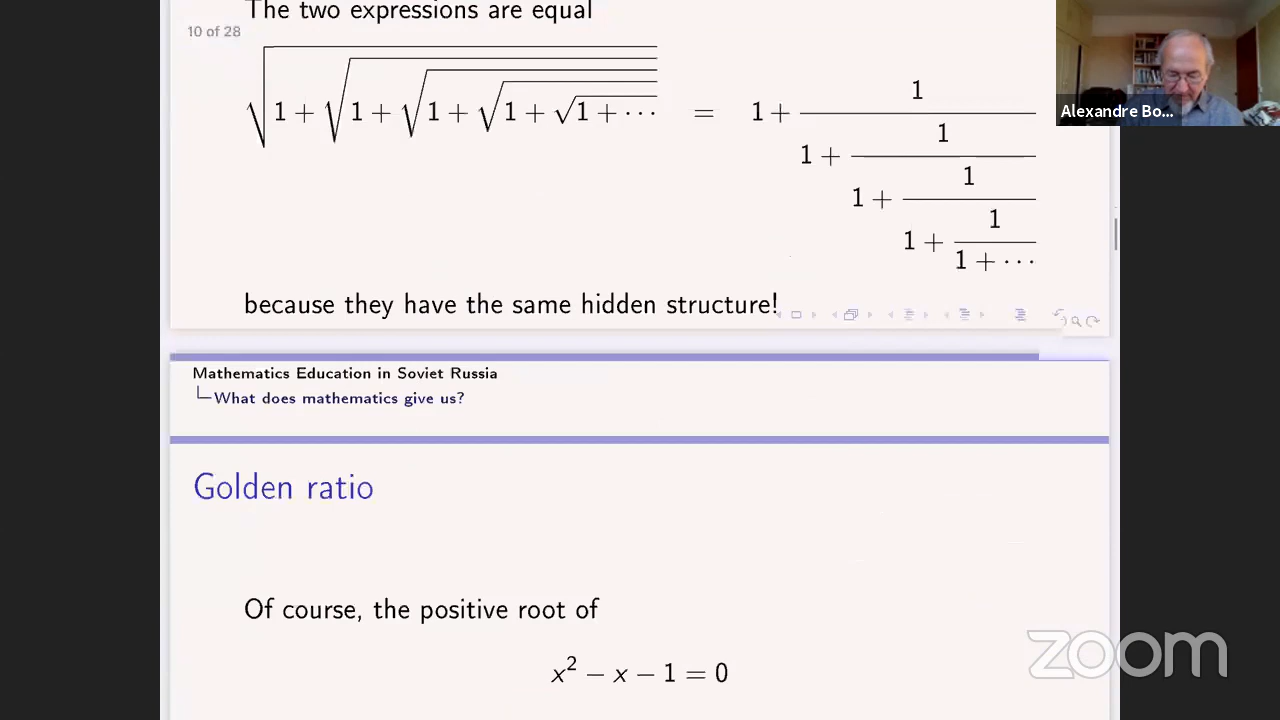 The two expressions are equal
10 of 28
√(1 + √(1 + √(1 + √(1 + √(1 + ⋯))))) = 1 + 1/(1 + 1/(1 + 1/(1 + 1/(1 + ⋯))))
because they have the same hidden structure!
Alexandre Bo...
Mathematics Education in Soviet Russia
What does mathematics give us?
Golden ratio
Of course, the positive root of
x² − x − 1 = 0
zoom